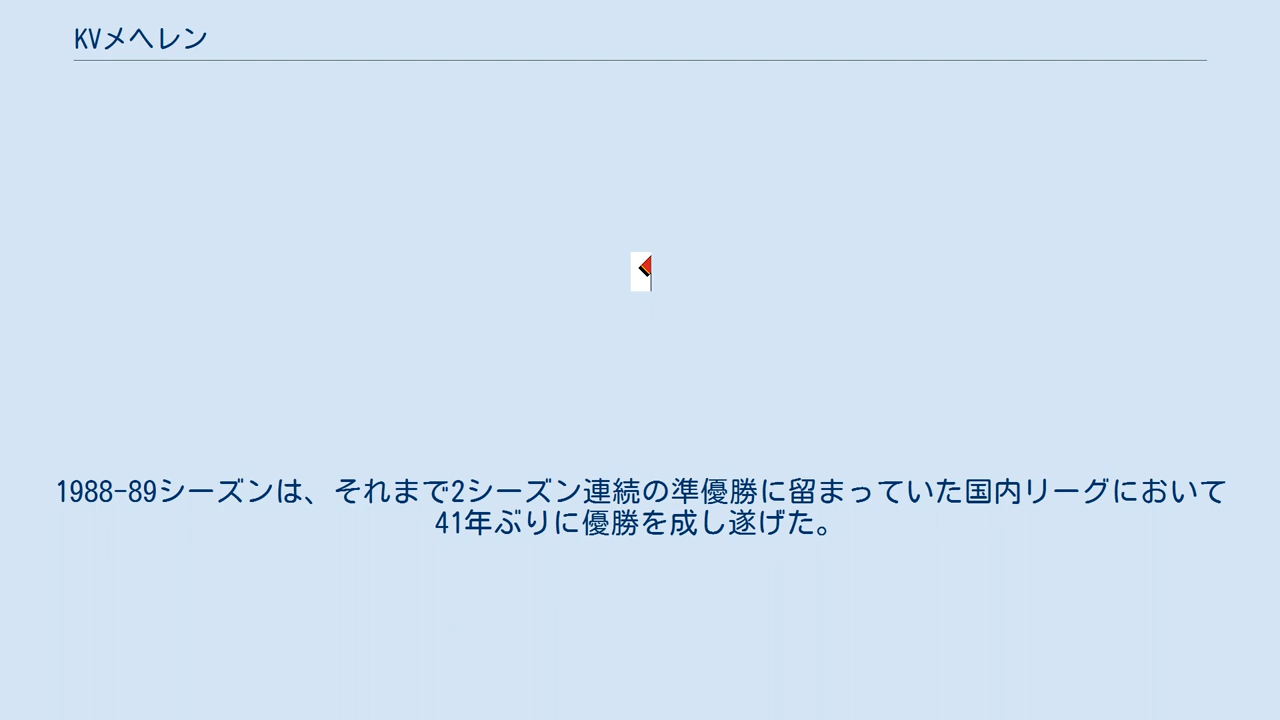 KVメヘレン
1988-89シーズンは、それまで2シーズン連続の準優勝に留まっていた国内リーグにおいて
41年ぶりに優勝を成し遂げた。